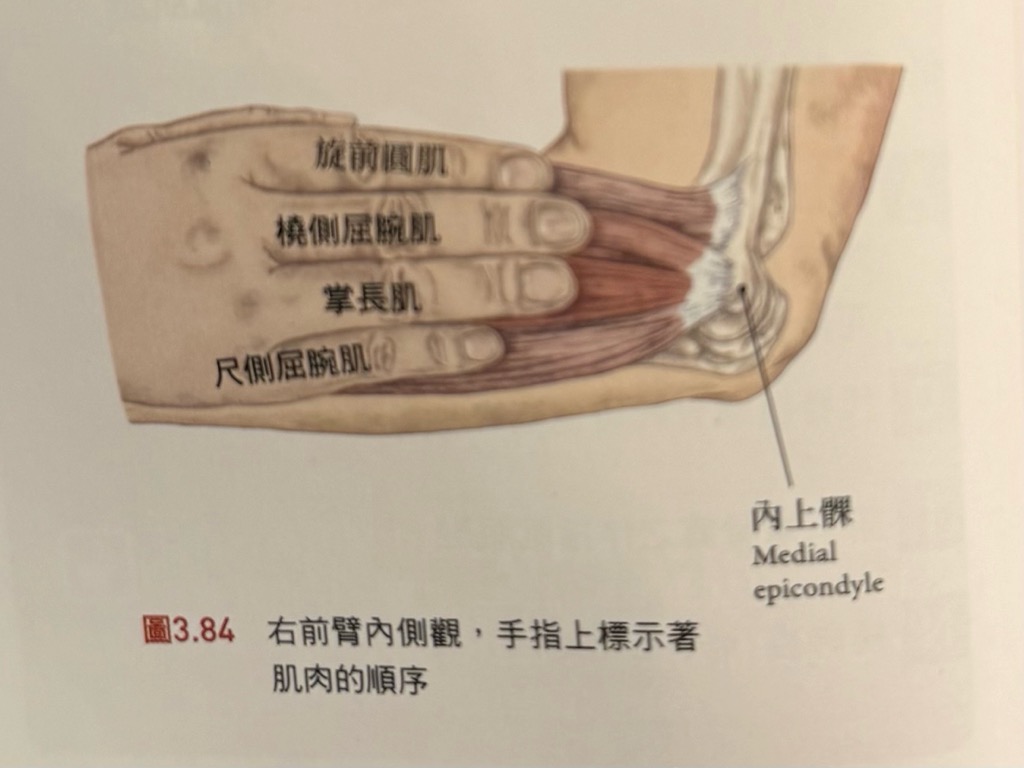 旋前圓肌
橈側屈腕肌
掌長肌
尺側屈腕肌
內上髁
Medial
epicondyle
圖3.84 右前臂內側觀，手指上標示著
肌肉的順序